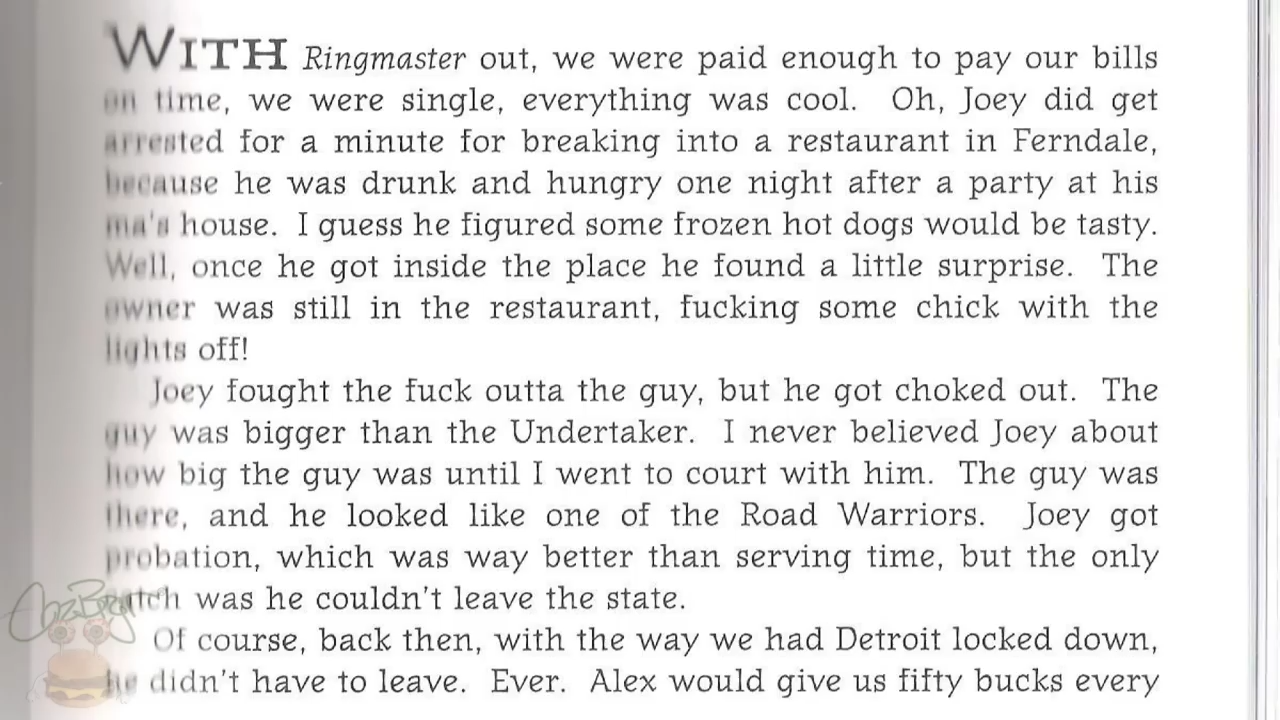 WITH Ringmaster out, we were paid enough to pay our bills
on time, we were single, everything was cool. Oh, Joey did get
arrested for a minute for breaking into a restaurant in Ferndale,
because he was drunk and hungry one night after a party at his
ma's house. I guess he figured some frozen hot dogs would be tasty.
Well, once he got inside the place he found a little surprise. The
owner was still in the restaurant, fucking some chick with the
lights off!
Joey fought the fuck outta the guy, but he got choked out. The
guy was bigger than the Undertaker. I never believed Joey about
how big the guy was until I went to court with him. The guy was
there, and he looked like one of the Road Warriors. Joey got
probation, which was way better than serving time, but the only
catch was he couldn't leave the state.
Of course, back then, with the way we had Detroit locked down,
he didn't have to leave. Ever. Alex would give us fifty bucks every